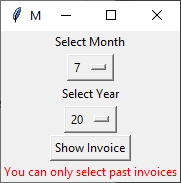 M
Select Month
7
Select Year
20
Show Invoice
You can only select past invoices